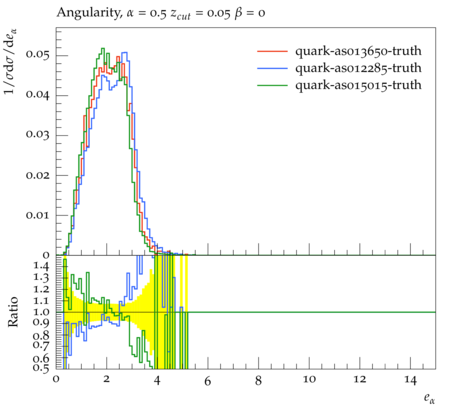 Angularity, α = 0.5 z_cut = 0.05 β = 0
1/σdσ/de_α
quark-as013650-truth
quark-as012285-truth
quark-as015015-truth
0.05
0.04
0.03
0.02
0.01
0
Ratio
1.4
1.3
1.2
1.1
1.0
0.9
0.8
0.7
0.6
0.5
0 2 4 6 8 10 12 14
e_α